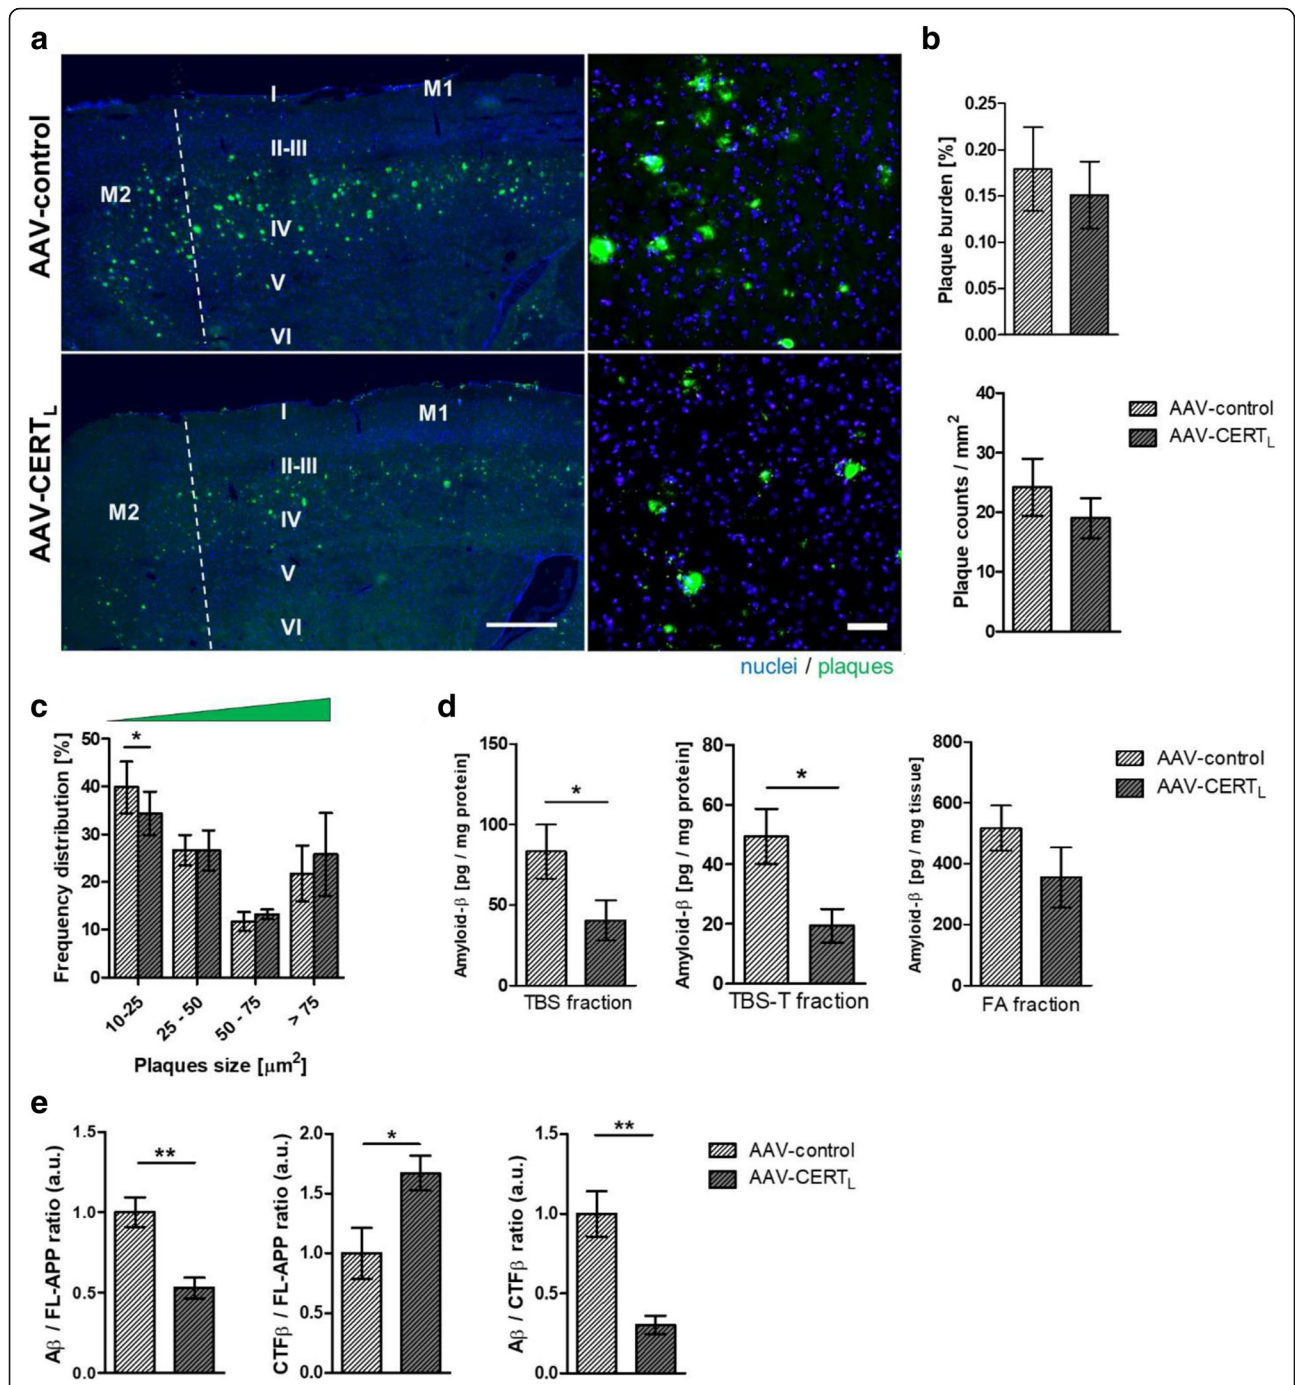 a
AAV-control
I
M1
II-III
M2
IV
V
VI
AAV-CERTL
I
M1
II-III
M2
IV
V
VI
nuclei / plaques
b
Plaque burden [%]
0.25
0.20
0.15
0.10
0.05
0.00
Plaque counts / mm2
40
30
20
10
0
AAV-control
AAV-CERTL
c
Frequency distribution [%]
50
40
30
20
10
0
*
10-25
25 - 50
50 - 75
> 75
Plaques size [μm2]
d
Amyloid-β [pg / mg protein]
150
100
50
0
*
TBS fraction
Amyloid-β [pg / mg protein]
80
60
40
20
0
*
TBS-T fraction
Amyloid-β [pg / mg tissue]
800
600
400
200
0
FA fraction
AAV-control
AAV-CERTL
e
Aβ / FL-APP ratio (a.u.)
1.5
1.0
0.5
0.0
**
CTFβ / FL-APP ratio (a.u.)
2.0
1.5
1.0
0.5
0.0
*
Aβ / CTFβ ratio (a.u.)
1.5
1.0
0.5
0.0
**
AAV-control
AAV-CERTL